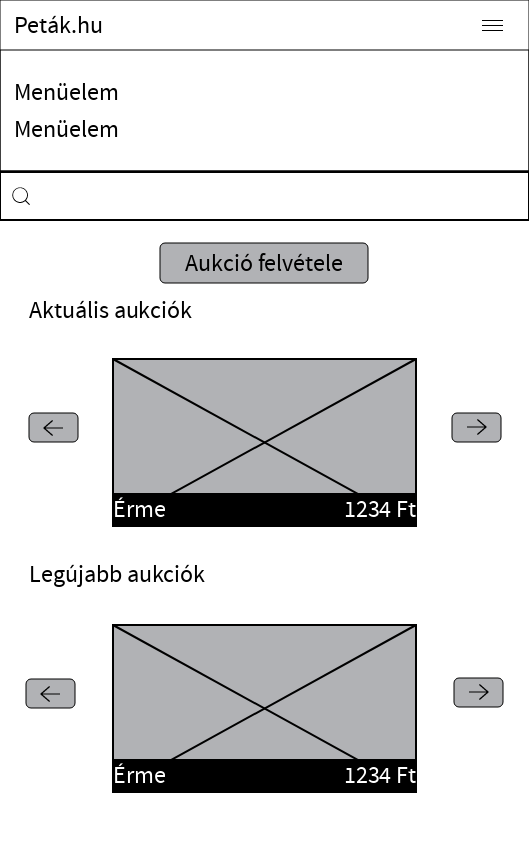 Peták.hu
Menüelem
Menüelem
Aukció felvétele
Aktuális aukciók
Érme 1234 Ft
Legújabb aukciók
Érme 1234 Ft